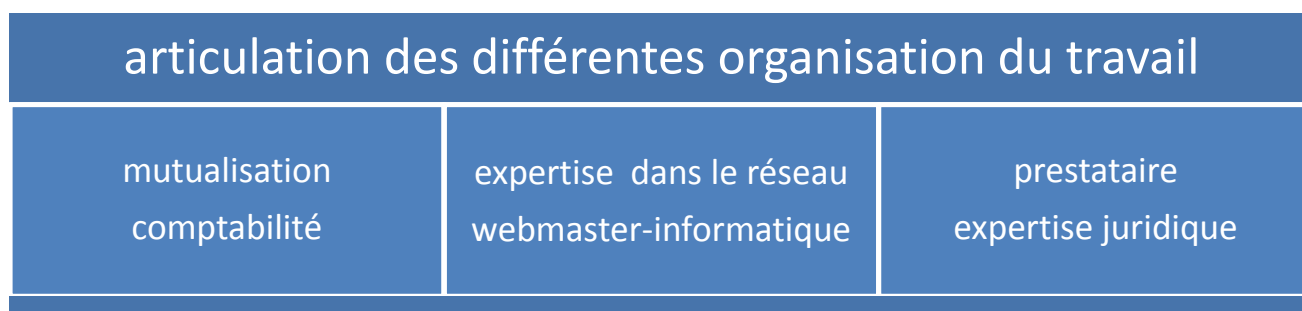 articulation des différentes organisation du travail
mutualisation
comptabilité
expertise dans le réseau
webmaster-informatique
prestataire
expertise juridique